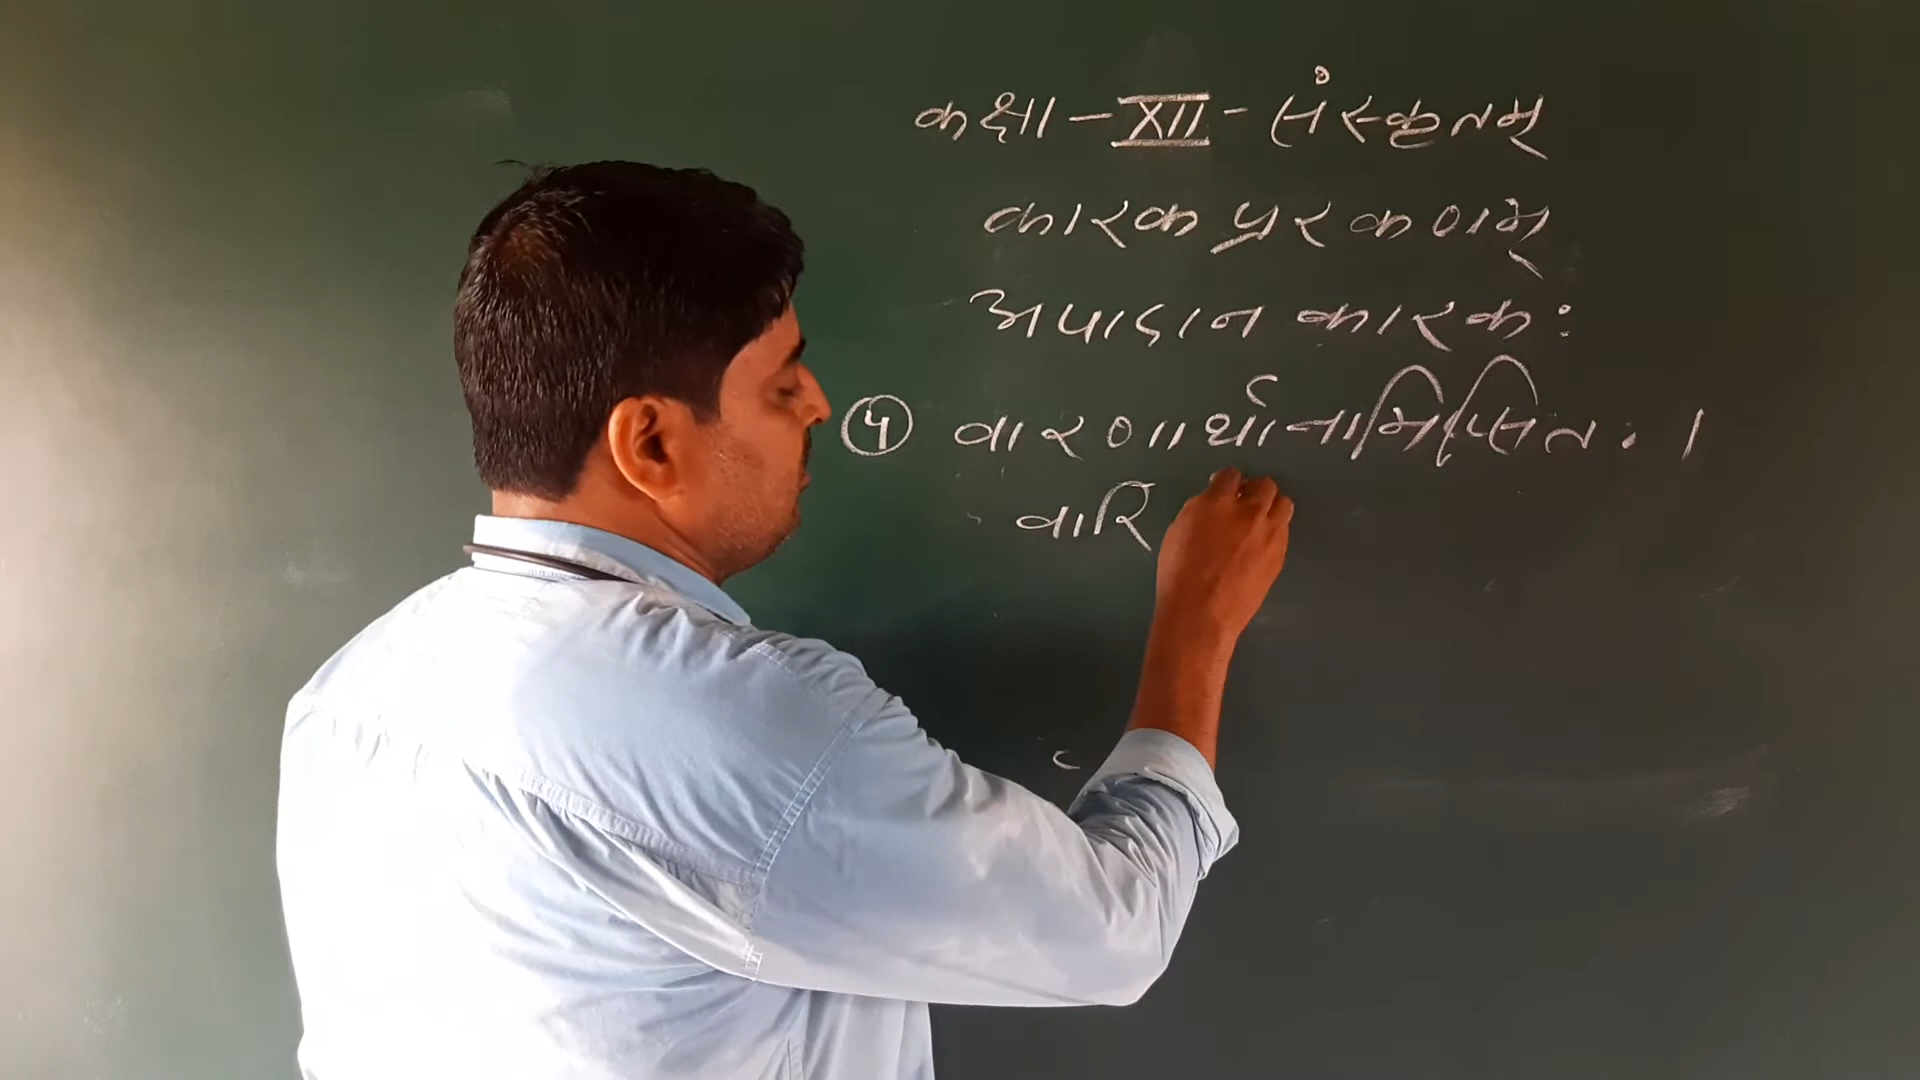 कक्षा - XII - संस्कृतम्
कारक प्रकरणम्
अपादान कारक:
५ वारणार्थानामिप्सित: ।
वारि